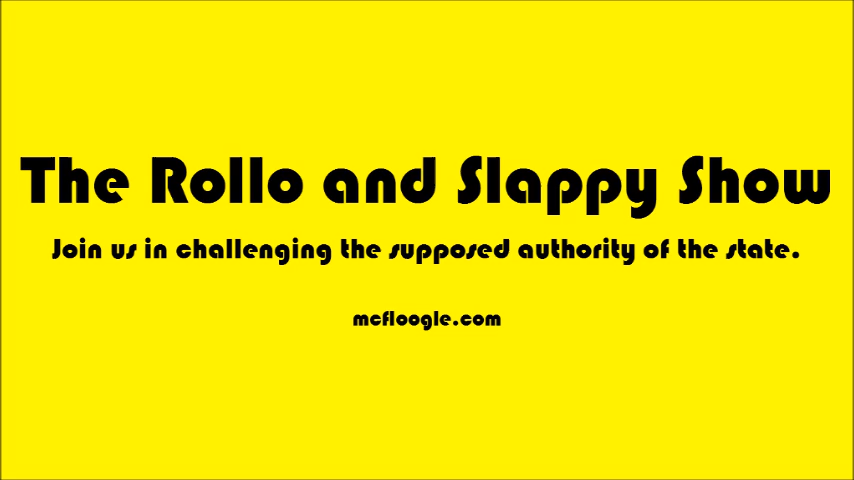 The Rollo and Slappy Show
Join us in challenging the supposed authority of the state.
mcfloogle.com